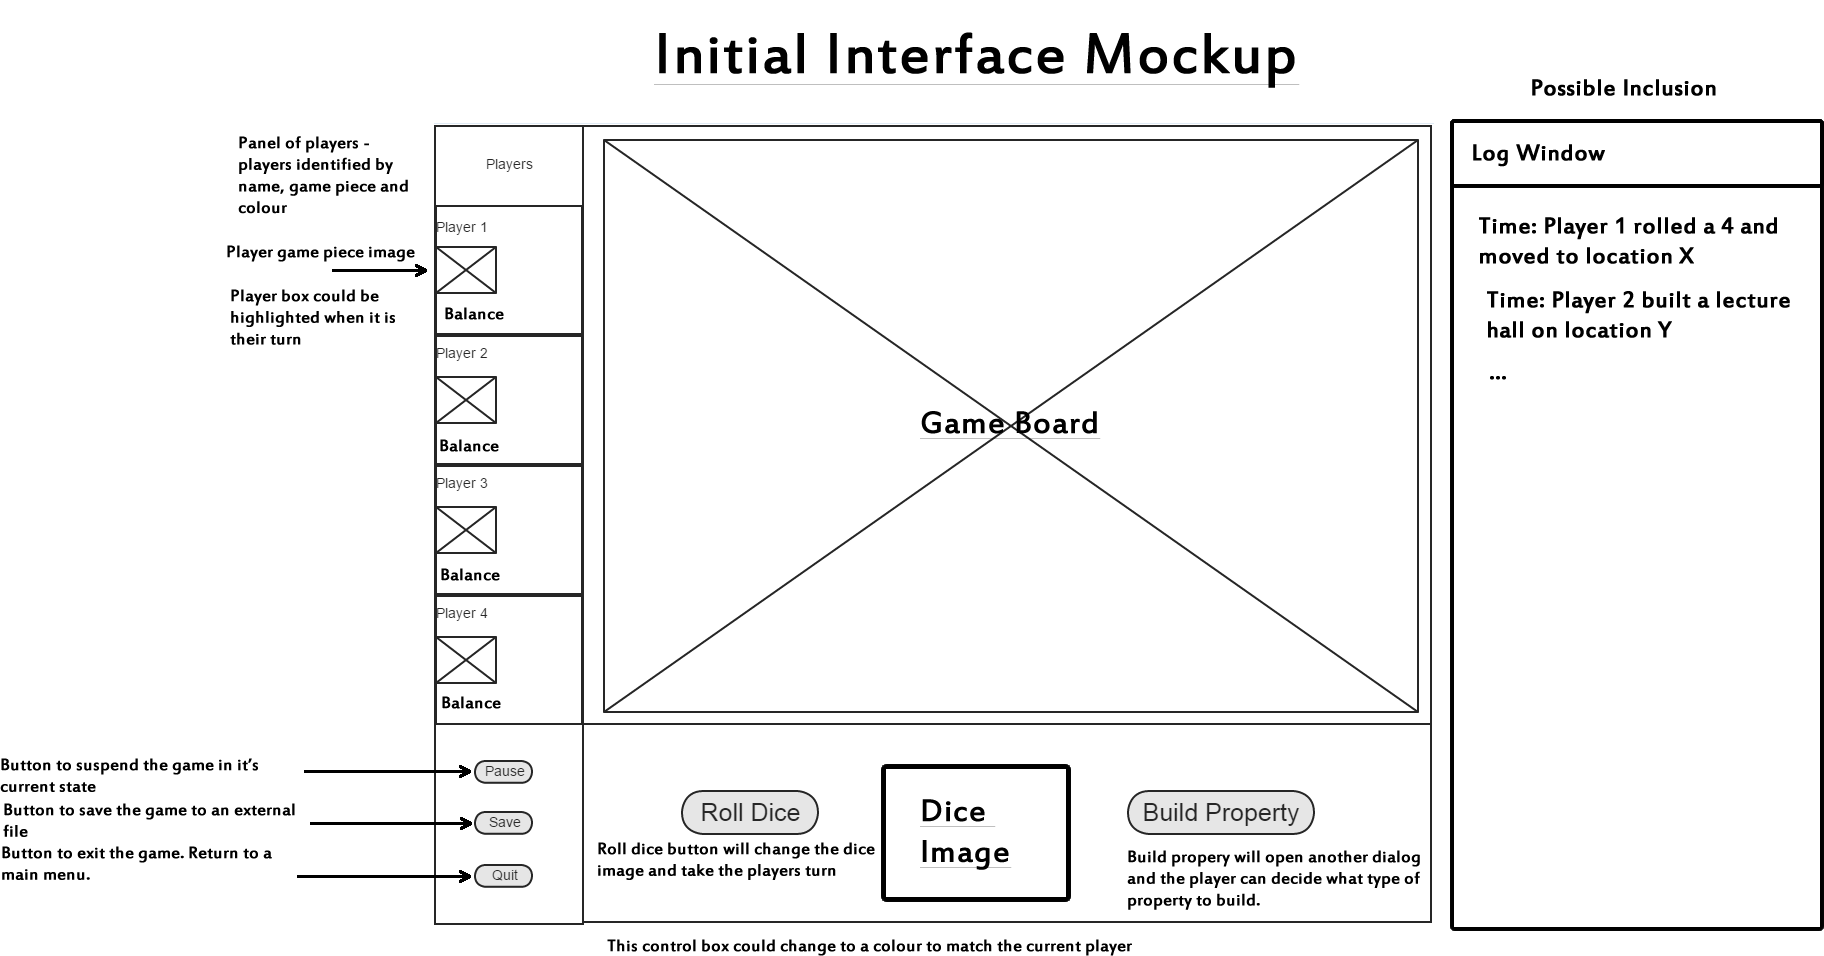 Initial Interface Mockup
Possible Inclusion
Panel of players -
players identified by
name, game piece and
colour
Player game piece image
Player box could be
highlighted when it is
their turn
Players
Player 1
Balance
Player 2
Balance
Player 3
Balance
Player 4
Balance
Game Board
Log Window
Time: Player 1 rolled a 4 and
moved to location X
Time: Player 2 built a lecture
hall on location Y
...
Button to suspend the game in it's
current state
Button to save the game to an external
file
Button to exit the game. Return to a
main menu.
Pause
Save
Quit
Roll Dice
Roll dice button will change the dice
image and take the players turn
Dice
Image
Build Property
Build propery will open another dialog
and the player can decide what type of
property to build.
This control box could change to a colour to match the current player